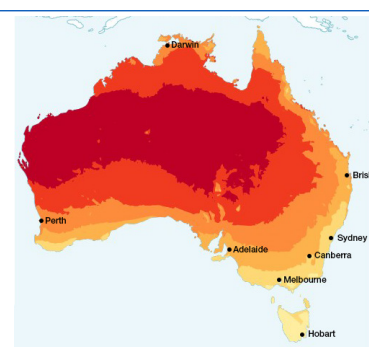 Darwin
Bris
Perth
Sydney
Adelaide
Canberra
Melbourne
Hobart